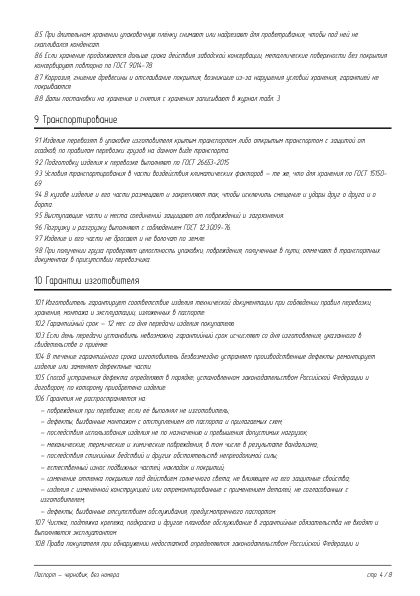 8.5 При длительном хранении упаковочную плёнку снимают или надрезают для проветривания, чтобы под ней не
скапливался конденсат.
8.6 Если хранение продолжается дольше срока действия заводской консервации, металлические поверхности без покрытия
консервируют повторно по ГОСТ 9.014-78
8.7 Коррозия, гниение древесины и отслаивание покрытия, возникшие из-за нарушения условий хранения, гарантией не
покрываются
8.8 Даты постановки на хранение и снятия с хранения записывают в журнал табл. 3
9 Транспортирование
9.1 Изделие перевозят в упаковке изготовителя крытым транспортом либо открытым транспортом с защитой от
осадков, по правилам перевозки грузов на данном виде транспорта.
9.2 Подготовку изделия к перевозке выполняют по ГОСТ 26653-2015
9.3 Условия транспортирования в части воздействия климатических факторов – те же, что для хранения по ГОСТ 15150-
69
9.4 В кузове изделие и его части размещают и закрепляют так, чтобы исключить смещение и удары друг о друга и о
борта
9.5 Выступающие части и места соединений защищают от повреждений и загрязнения.
9.6 Погрузку и разгрузку выполняют с соблюдением ГОСТ 12.3.009-76
9.7 Изделие и его части не бросают и не волочат по земле
9.8 При получении груза проверяют целостность упаковки; повреждения, полученные в пути, отмечают в транспортных
документах в присутствии перевозчика.
10 Гарантии изготовителя
10.1 Изготовитель гарантирует соответствие изделия технической документации при соблюдении правил перевозки,
хранения, монтажа и эксплуатации, изложенных в паспорте
10.2 Гарантийный срок – 12 мес. со дня передачи изделия покупателю
10.3 Если день передачи установить невозможно, гарантийный срок исчисляют со дня изготовления, указанного в
свидетельстве о приёмке.
10.4 В течение гарантийного срока изготовитель безвозмездно устраняет производственные дефекты: ремонтирует
изделие или заменяет дефектные части
10.5 Способ устранения дефекта определяют в порядке, установленном законодательством Российской Федерации и
договором, по которому приобретено изделие.
10.6 Гарантия не распространяется на:
– повреждения при перевозке, если её выполнял не изготовитель;
– дефекты, вызванные монтажом с отступлением от паспорта и прилагаемых схем;
– последствия использования изделия не по назначению и превышения допустимых нагрузок;
– механические, термические и химические повреждения, в том числе в результате вандализма;
– последствия стихийных бедствий и других обстоятельств непреодолимой силы;
– естественный износ подвижных частей, накладок и покрытий;
– изменение оттенка покрытия под действием солнечного света, не влияющее на его защитные свойства;
– изделия с изменённой конструкцией или отремонтированные с применением деталей, не согласованных с
изготовителем;
– дефекты, вызванные отсутствием обслуживания, предусмотренного паспортом.
10.7 Чистка, подтяжка крепежа, подкраска и другое плановое обслуживание в гарантийные обязательства не входят и
выполняются эксплуатантом
10.8 Права покупателя при обнаружении недостатков определяются законодательством Российской Федерации и
Паспорт – черновик, без номера
стр. 4 / 8